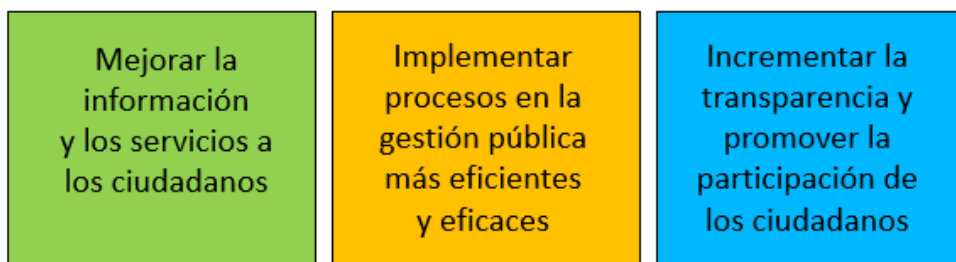 Mejorar la
información
y los servicios a
los ciudadanos
Implementar
procesos en la
gestión pública
más eficientes
y eficaces
Incrementar la
transparencia y
promover la
participación de
los ciudadanos